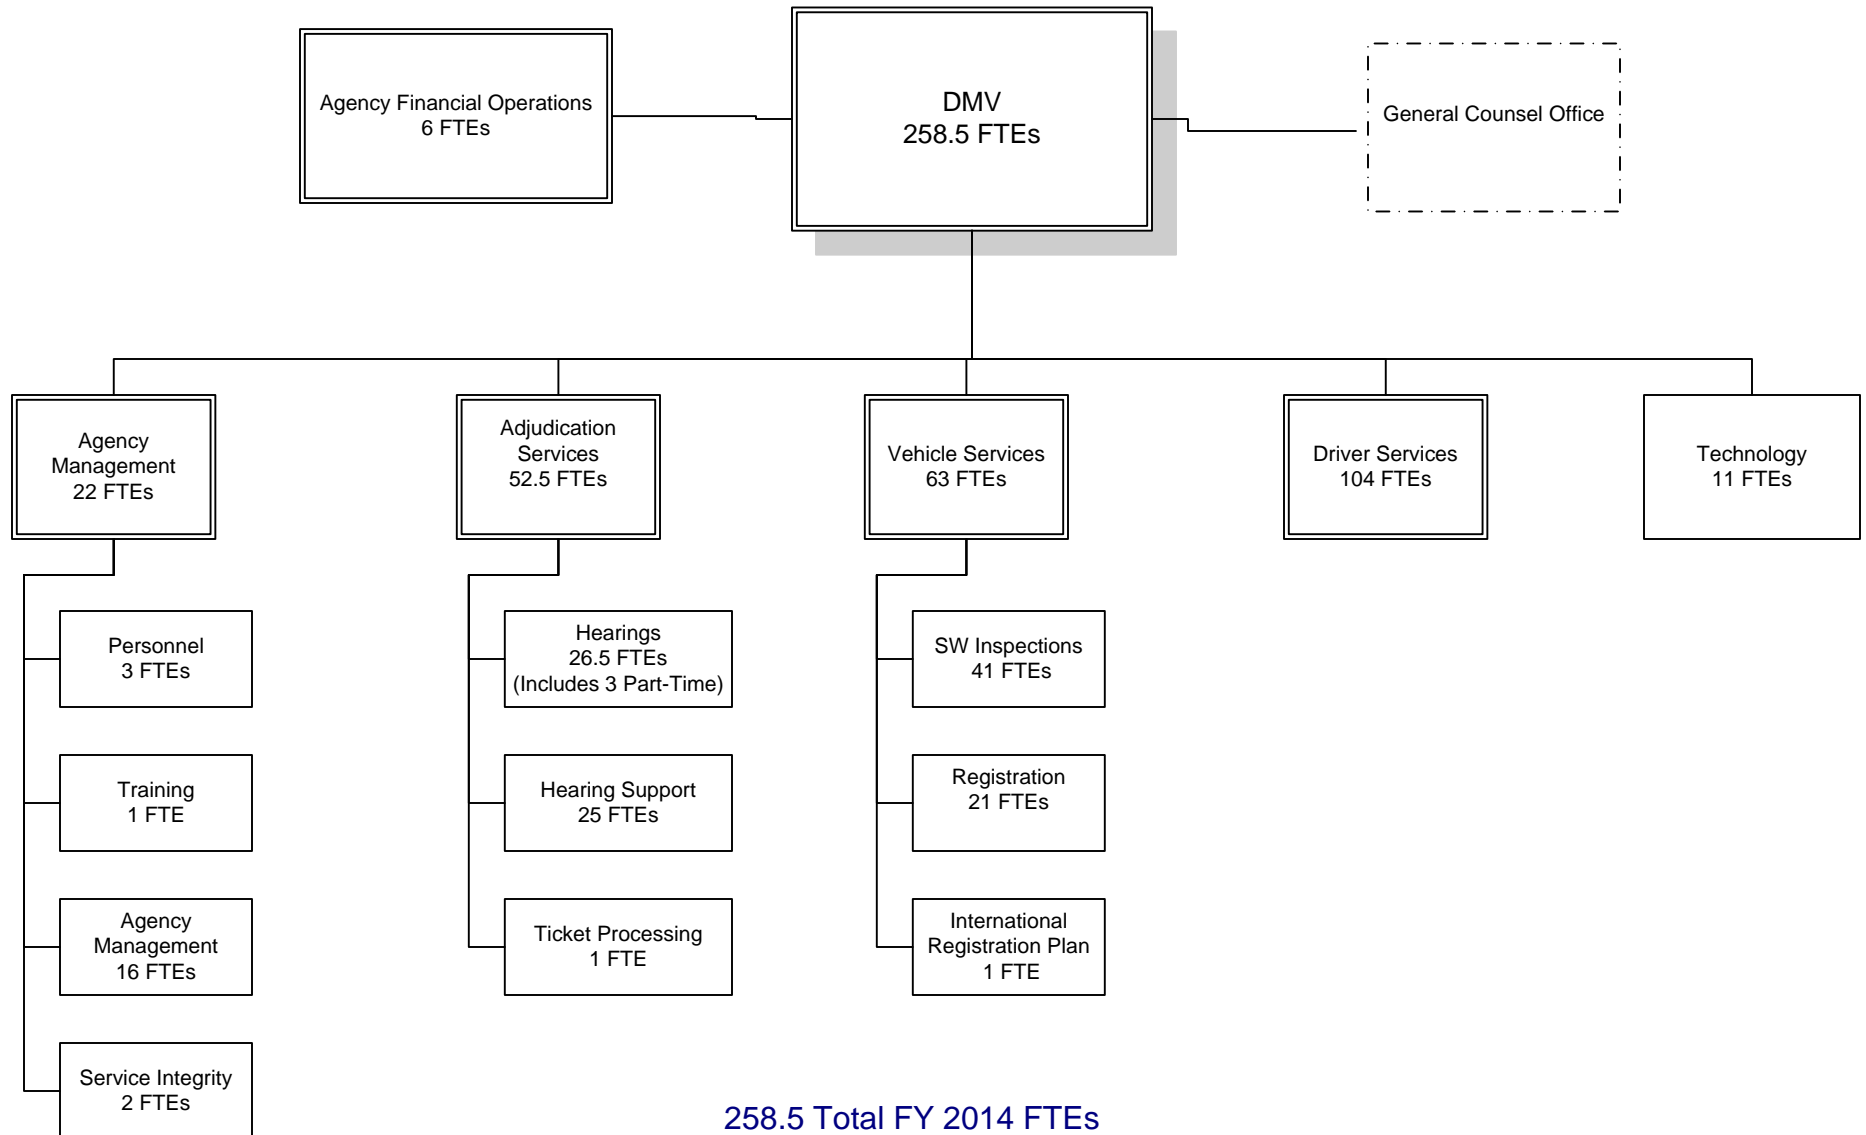 Agency Financial Operations
6 FTEs
DMV
258.5 FTEs
General Counsel Office
Agency
Management
22 FTEs
Adjudication
Services
52.5 FTEs
Vehicle Services
63 FTEs
Driver Services
104 FTEs
Technology
11 FTEs
Personnel
3 FTEs
Training
1 FTE
Agency
Management
16 FTEs
Service Integrity
2 FTEs
Hearings
26.5 FTEs
(Includes 3 Part-Time)
Hearing Support
25 FTEs
Ticket Processing
1 FTE
SW Inspections
41 FTEs
Registration
21 FTEs
International
Registration Plan
1 FTE
258.5 Total FY 2014 FTEs